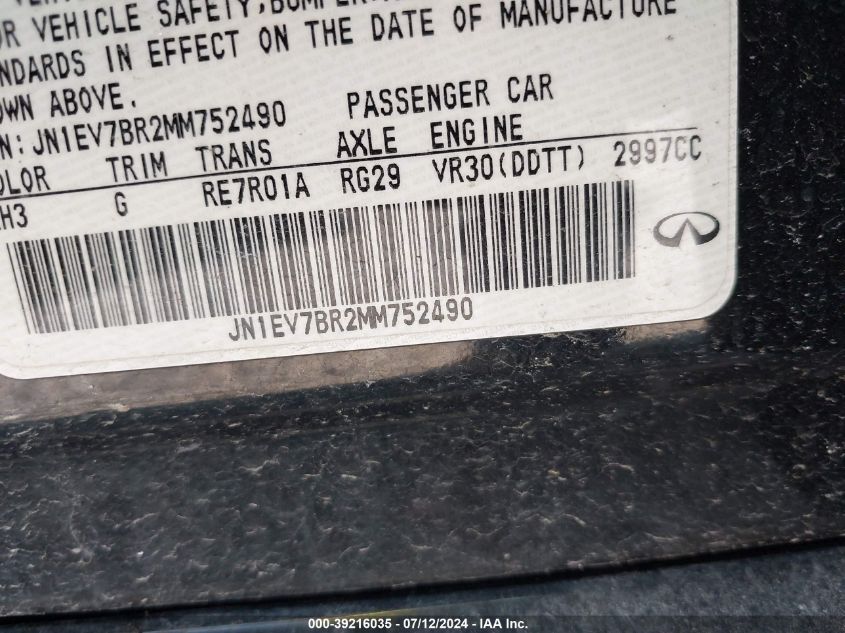 VEHICLE SAFETY, BUMPER
NDARDS IN EFFECT ON THE DATE OF MANUFACTURE
OWN ABOVE.
N: JN1EV7BR2MM752490 PASSENGER CAR
OLOR TRIM TRANS AXLE ENGINE
H3 G RE7R01A RG29 VR30(DDTT) 2997CC
JN1EV7BR2MM752490
000-39216035 - 07/12/2024 - IAA Inc.